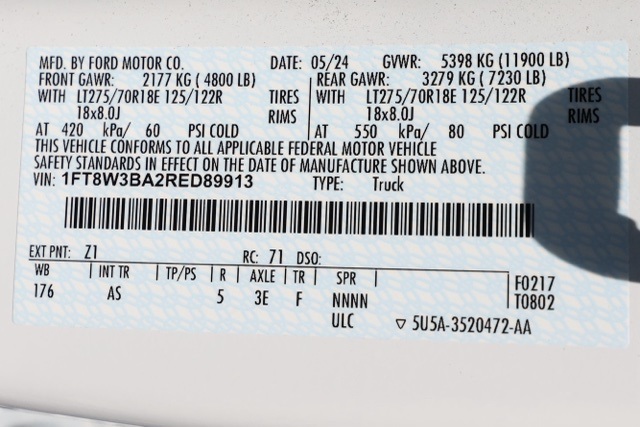 MFD. BY FORD MOTOR CO. DATE: 05/24 GVWR: 5398 KG (11900 LB)
FRONT GAWR: 2177 KG ( 4800 LB) REAR GAWR: 3279 KG ( 7230 LB)
WITH LT275/70R18E 125/122R TIRES WITH LT275/70R18E 125/122R TIRES
18x8.0J RIMS 18x8.0J RIMS
AT 420 kPa/ 60 PSI COLD AT 550 kPa/ 80 PSI COLD
THIS VEHICLE CONFORMS TO ALL APPLICABLE FEDERAL MOTOR VEHICLE
SAFETY STANDARDS IN EFFECT ON THE DATE OF MANUFACTURE SHOWN ABOVE.
VIN: 1FT8W3BA2RED89913 TYPE: Truck
EXT PNT: Z1 RC: 71 DSO:
WB INT TR TP/PS R AXLE TR SPR F0217
176 AS 5 3E F NNNN T0802
ULC ▽ 5U5A-3520472-AA